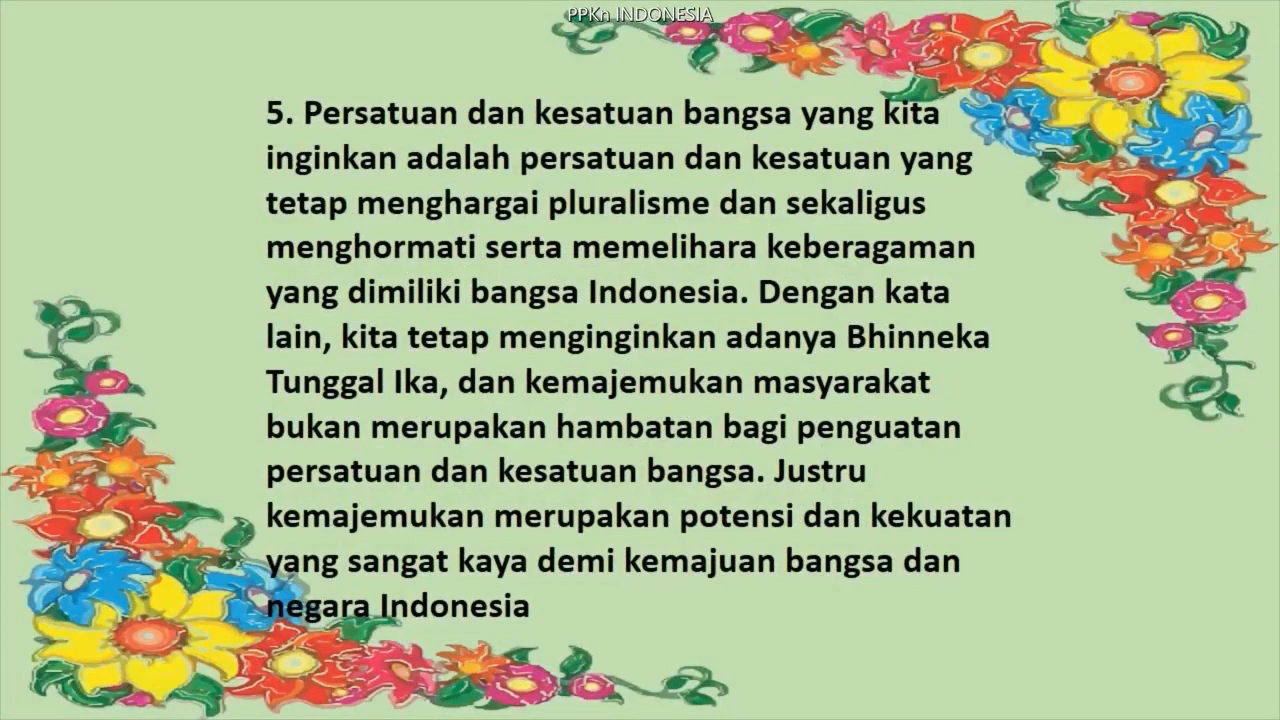 PPKn INDONESIA
5. Persatuan dan kesatuan bangsa yang kita
inginkan adalah persatuan dan kesatuan yang
tetap menghargai pluralisme dan sekaligus
menghormati serta memelihara keberagaman
yang dimiliki bangsa Indonesia. Dengan kata
lain, kita tetap menginginkan adanya Bhinneka
Tunggal Ika, dan kemajemukan masyarakat
bukan merupakan hambatan bagi penguatan
persatuan dan kesatuan bangsa. Justru
kemajemukan merupakan potensi dan kekuatan
yang sangat kaya demi kemajuan bangsa dan
negara Indonesia